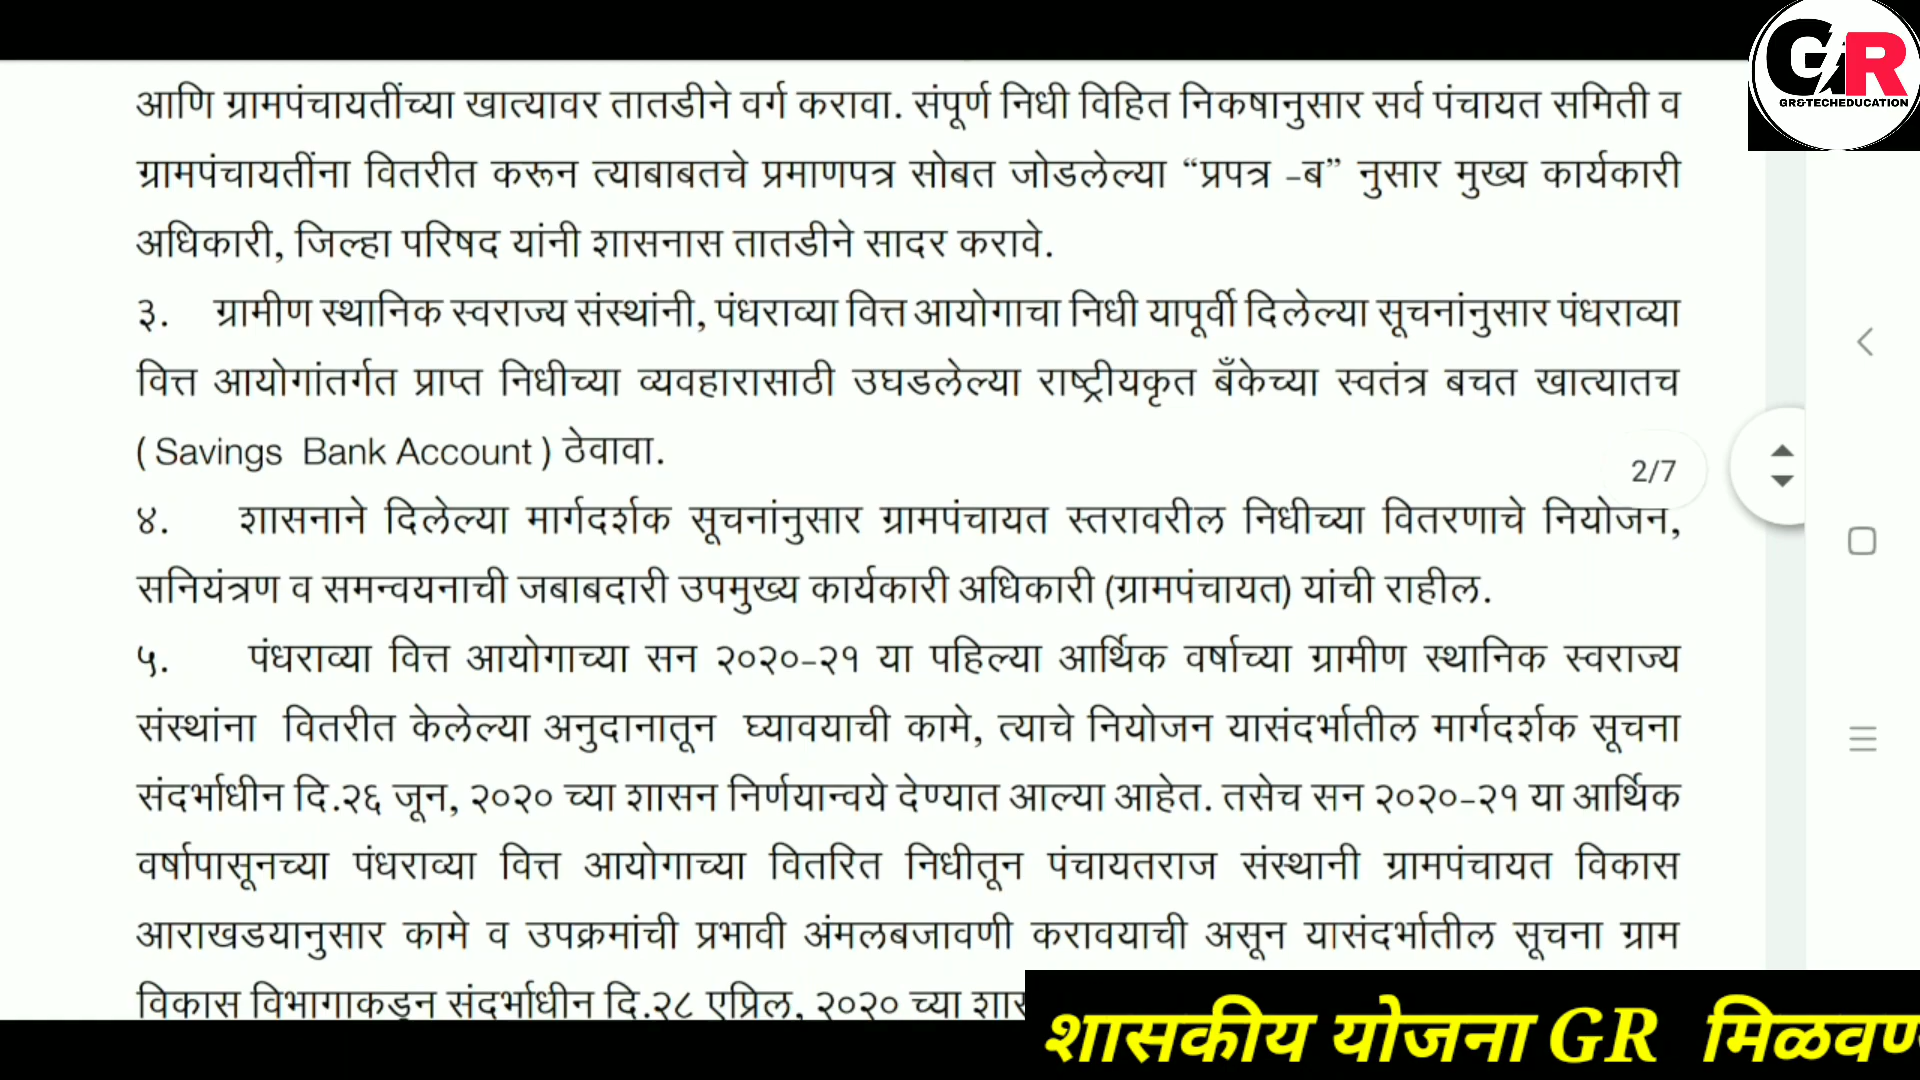 आणि ग्रामपंचायतींच्या खात्यावर तातडीने वर्ग करावा. संपूर्ण निधी विहित निकषानुसार सर्व पंचायत समिती व
ग्रामपंचायतींना वितरीत करून त्याबाबतचे प्रमाणपत्र सोबत जोडलेल्या “प्रपत्र -ब” नुसार मुख्य कार्यकारी
अधिकारी, जिल्हा परिषद यांनी शासनास तातडीने सादर करावे.
३. ग्रामीण स्थानिक स्वराज्य संस्थांनी, पंधराव्या वित्त आयोगाचा निधी यापूर्वी दिलेल्या सूचनांनुसार पंधराव्या
वित्त आयोगांतर्गत प्राप्त निधीच्या व्यवहारासाठी उघडलेल्या राष्ट्रीयकृत बँकेच्या स्वतंत्र बचत खात्यातच
( Savings Bank Account ) ठेवावा.
४. शासनाने दिलेल्या मार्गदर्शक सूचनांनुसार ग्रामपंचायत स्तरावरील निधीच्या वितरणाचे नियोजन,
सनियंत्रण व समन्वयनाची जबाबदारी उपमुख्य कार्यकारी अधिकारी (ग्रामपंचायत) यांची राहील.
५. पंधराव्या वित्त आयोगाच्या सन २०२०-२१ या पहिल्या आर्थिक वर्षाच्या ग्रामीण स्थानिक स्वराज्य
संस्थांना वितरीत केलेल्या अनुदानातून घ्यावयाची कामे, त्याचे नियोजन यासंदर्भातील मार्गदर्शक सूचना
संदर्भाधीन दि.२६ जून, २०२० च्या शासन निर्णयान्वये देण्यात आल्या आहेत. तसेच सन २०२०-२१ या आर्थिक
वर्षापासूनच्या पंधराव्या वित्त आयोगाच्या वितरित निधीतून पंचायतराज संस्थानी ग्रामपंचायत विकास
आराखडयानुसार कामे व उपक्रमांची प्रभावी अंमलबजावणी करावयाची असून यासंदर्भातील सूचना ग्राम
विकास विभागाकडून संदर्भाधीन दि.२८ एप्रिल, २०२० च्या
2/7
GR
GR&TECHEDUCATION
शासकीय योजना GR मिळवण